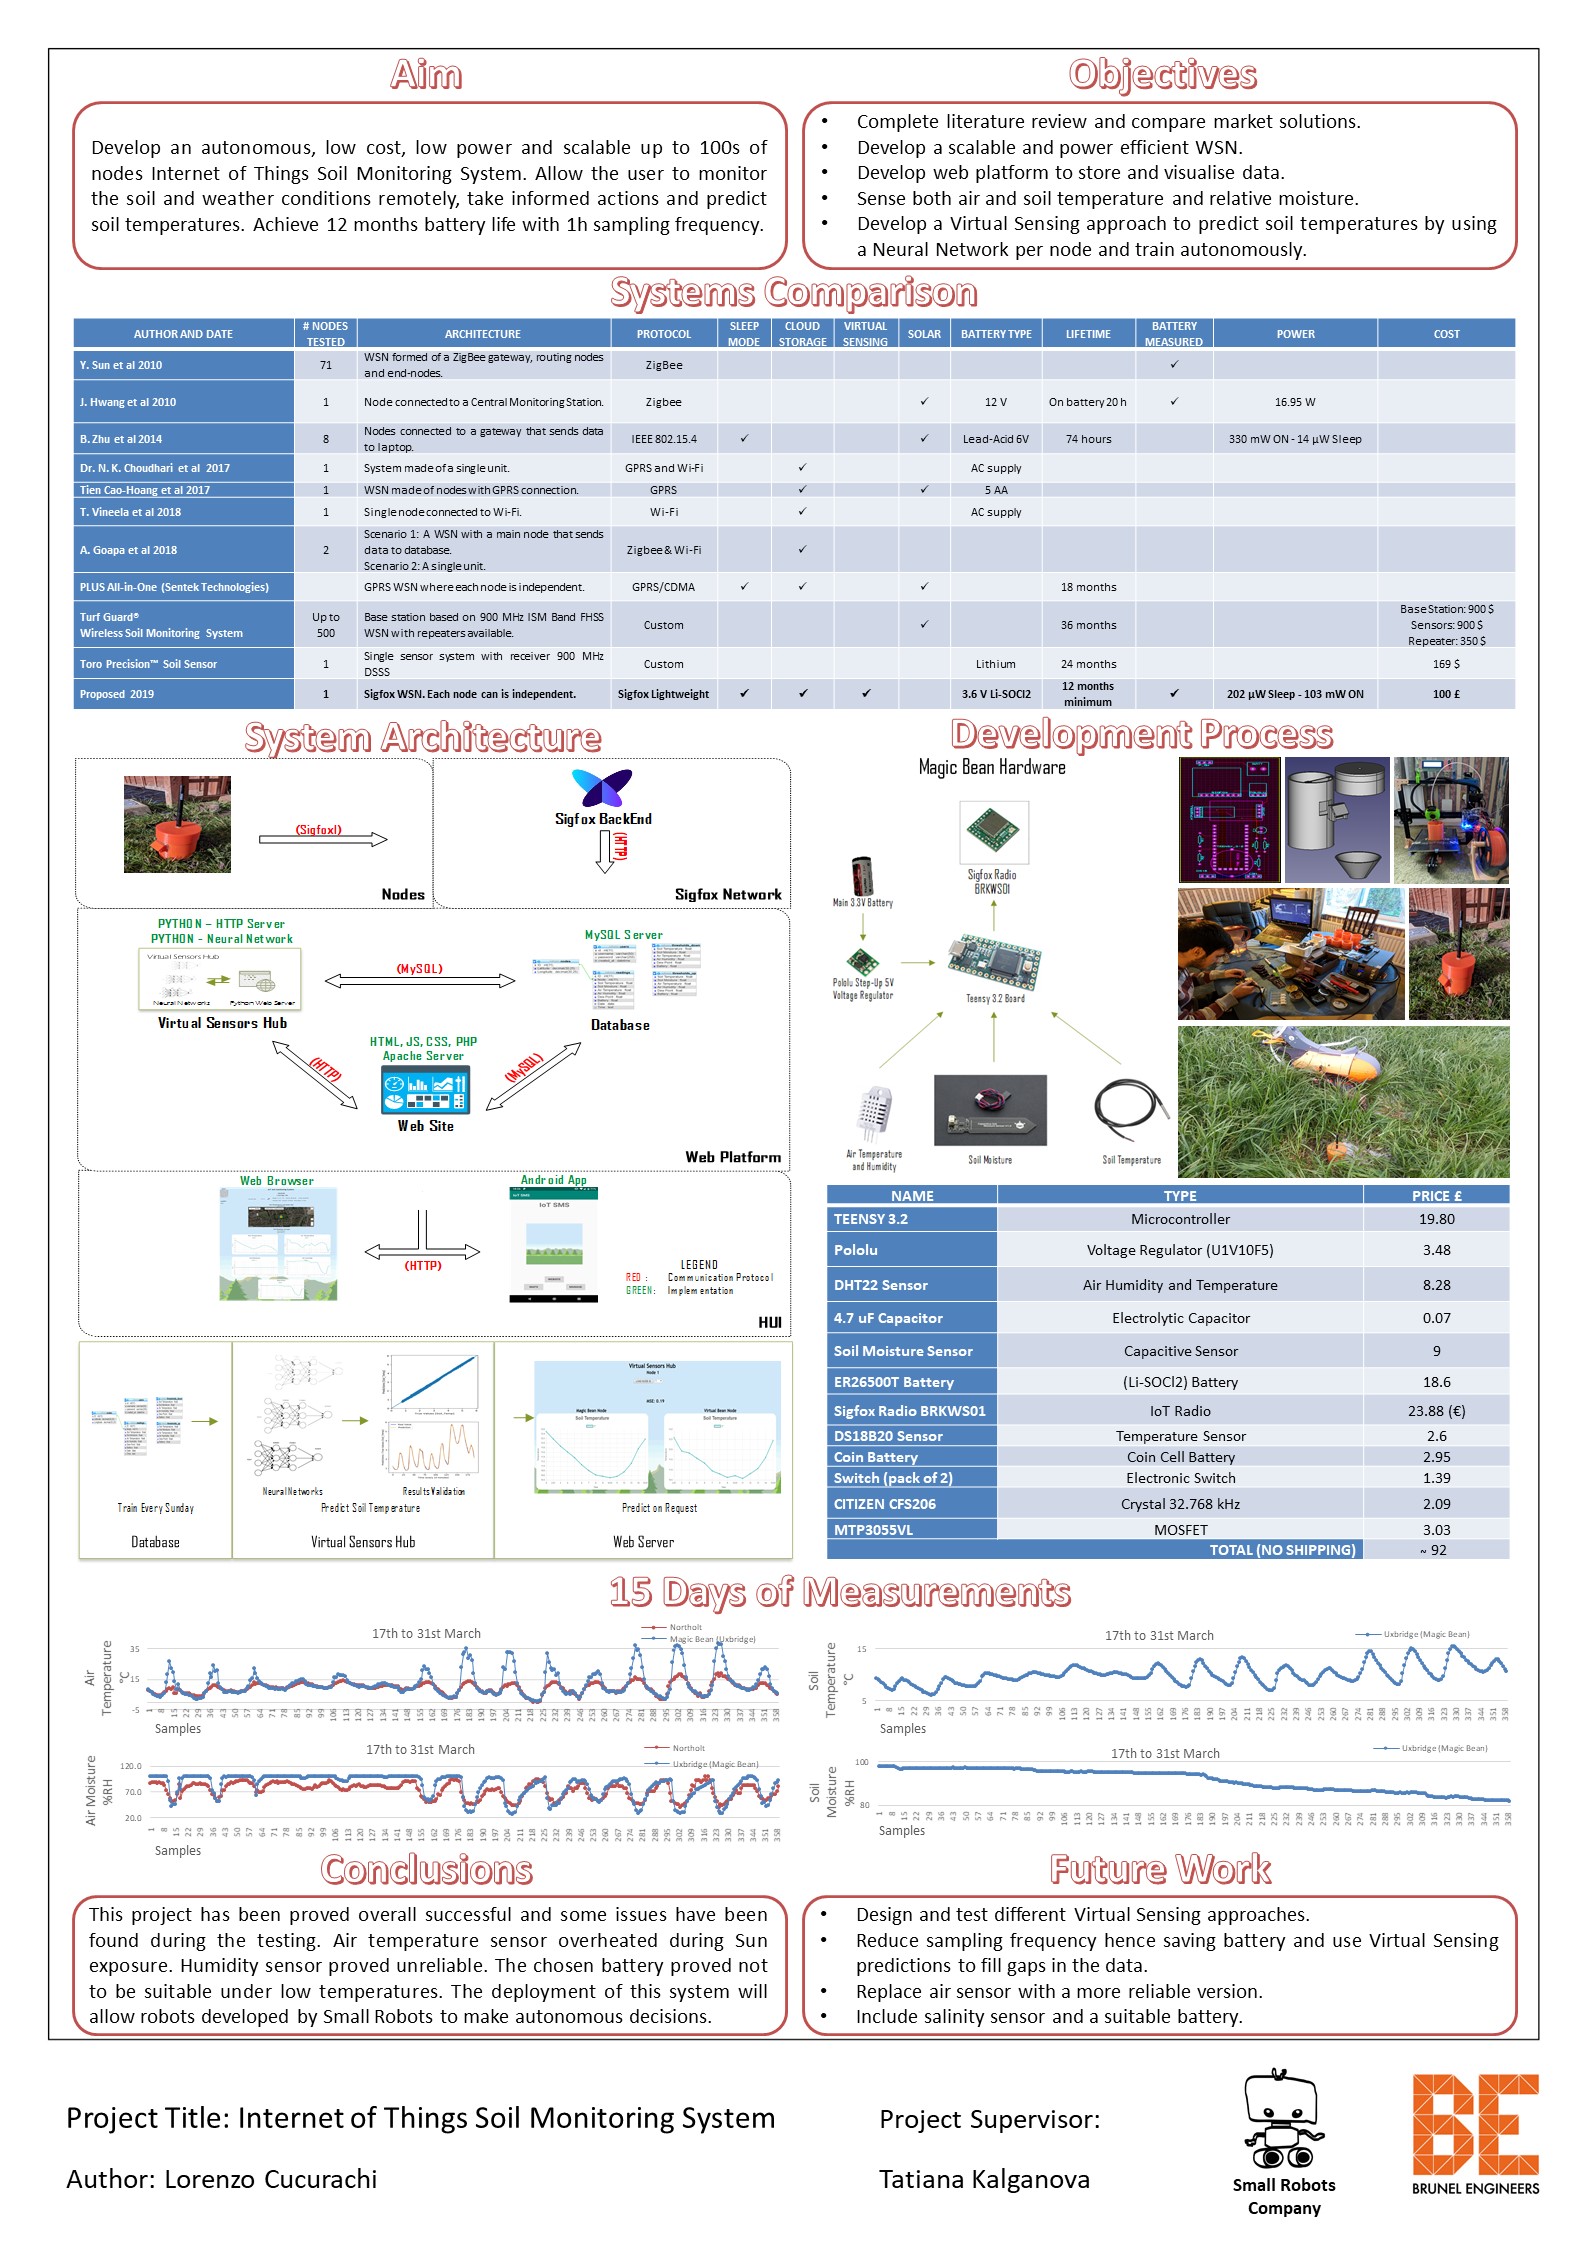 Aim
Develop an autonomous, low cost, low power and scalable up to 100s of
nodes Internet of Things Soil Monitoring System. Allow the user to monitor
the soil and weather conditions remotely, take informed actions and predict
soil temperatures. Achieve 12 months battery life with 1h sampling frequency.
Objectives
• Complete literature review and compare market solutions.
• Develop a scalable and power efficient WSN.
• Develop web platform to store and visualise data.
• Sense both air and soil temperature and relative moisture.
• Develop a Virtual Sensing approach to predict soil temperatures by using
a Neural Network per node and train autonomously.
Systems Comparison
AUTHOR AND DATE # NODES TESTED ARCHITECTURE PROTOCOL SLEEP MODE CLOUD STORAGE VIRTUAL SENSING SOLAR BATTERY TYPE LIFETIME BATTERY MEASURED POWER COST
Y. Sun et al 2010 71 WSN formed of a ZigBee gateway, routing nodes and end-nodes. ZigBee ✓
J. Hwang et al 2010 1 Node connected to a Central Monitoring Station. Zigbee ✓ 12 V On battery 20 h ✓ 16.95 W
B. Zhu et al 2014 8 Nodes connected to a gateway that sends data to laptop. IEEE 802.15.4 ✓ ✓ Lead-Acid 6V 74 hours 330 mW ON - 14 µW Sleep
Dr. N. K. Choudhari et al 2017 1 System made of a single unit. GPRS and Wi-Fi ✓ AC supply
Tien Cao-Hoang et al 2017 1 WSN made of nodes with GPRS connection. GPRS ✓ ✓ 5 AA
T. Vineela et al 2018 1 Single node connected to Wi-Fi. Wi-Fi ✓ AC supply
A. Goapa et al 2018 2 Scenario 1: A WSN with a main node that sends data to database. Scenario 2: A single unit. Zigbee & Wi-Fi ✓
PLUS All-in-One (Sentek Technologies) GPRS WSN where each node is independent. GPRS/CDMA ✓ ✓ ✓ 18 months
Turf Guard® Wireless Soil Monitoring System Up to 500 Base station based on 900 MHz ISM Band FHSS WSN with repeaters available. Custom ✓ 36 months Base Station: 900 $ Sensors: 900 $ Repeater: 350 $
Toro Precision™ Soil Sensor 1 Single sensor system with receiver 900 MHz DSSS Custom Lithium 24 months 169 $
Proposed 2019 1 Sigfox WSN. Each node can is independent. Sigfox Lightweight ✓ ✓ ✓ 3.6 V Li-SOCl2 12 months minimum ✓ 202 µW Sleep - 103 mW ON 100 £
System Architecture
(Sigfoxl)
Nodes
Sigfox BackEnd
(HTTP)
Sigfox Network
PYTHON – HTTP Server
PYTHON - Neural Network
Virtual Sensors Hub
Neural Networks Python Web Server
Virtual Sensors Hub
(MySQL)
MySQL Server
Database
(HTTP)
HTML, JS, CSS, PHP
Apache Server
(MySQL)
Web Site
Web Platform
Web Browser
Android App
IoT SMS
(HTTP)
LEGEND
RED : Communication Protocol
GREEN: Implementation
HUI
Train Every Sunday
Database
Neural Networks
Results Validation
Predict Soil Temperature
Virtual Sensors Hub
Virtual Sensors Hub
Node 1
MSE: 0.19
Magic Bean Node
Soil Temperature
Virtual Bean Node
Soil Temperature
Predict on Request
Web Server
Development Process
Magic Bean Hardware
Sigfox Radio
BRKWS01
Main 3.3V Battery
Pololu Step-Up 5V
Voltage Regulator
Teensy 3.2 Board
Air Temperature
and Humidity
Soil Moisture
Soil Temperature
NAME TYPE PRICE £
TEENSY 3.2 Microcontroller 19.80
Pololu Voltage Regulator (U1V10F5) 3.48
DHT22 Sensor Air Humidity and Temperature 8.28
4.7 uF Capacitor Electrolytic Capacitor 0.07
Soil Moisture Sensor Capacitive Sensor 9
ER26500T Battery (Li-SOCl2) Battery 18.6
Sigfox Radio BRKWS01 IoT Radio 23.88 (€)
DS18B20 Sensor Temperature Sensor 2.6
Coin Battery Coin Cell Battery 2.95
Switch (pack of 2) Electronic Switch 1.39
CITIZEN CFS206 Crystal 32.768 kHz 2.09
MTP3055VL MOSFET 3.03
TOTAL (NO SHIPPING) ~ 92
15 Days of Measurements
17th to 31st March
Northolt
Magic Bean (Uxbridge)
Air Temperature °C
35
15
-5
Samples
17th to 31st March
Uxbridge (Magic Bean)
Soil Temperature °C
15
5
Samples
17th to 31st March
Northolt
Uxbridge (Magic Bean)
Air Moisture %RH
120.0
70.0
20.0
Samples
17th to 31st March
Uxbridge (Magic Bean)
Soil Moisture %RH
100
80
Samples
Conclusions
This project has been proved overall successful and some issues have been
found during the testing. Air temperature sensor overheated during Sun
exposure. Humidity sensor proved unreliable. The chosen battery proved not
to be suitable under low temperatures. The deployment of this system will
allow robots developed by Small Robots to make autonomous decisions.
Future Work
• Design and test different Virtual Sensing approaches.
• Reduce sampling frequency hence saving battery and use Virtual Sensing
predictions to fill gaps in the data.
• Replace air sensor with a more reliable version.
• Include salinity sensor and a suitable battery.
Project Title: Internet of Things Soil Monitoring System
Author: Lorenzo Cucurachi
Project Supervisor:
Tatiana Kalganova
Small Robots
Company
BE
BRUNEL ENGINEERS